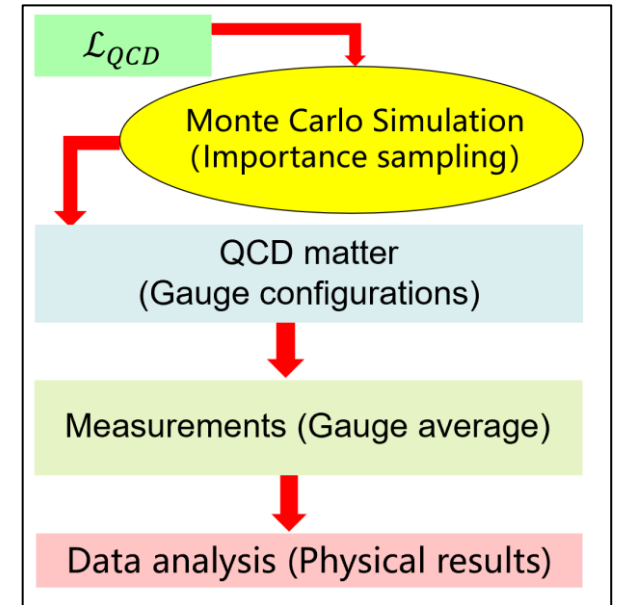 ℒ_QCD
Monte Carlo Simulation
(Importance sampling)
QCD matter
(Gauge configurations)
Measurements (Gauge average)
Data analysis (Physical results)